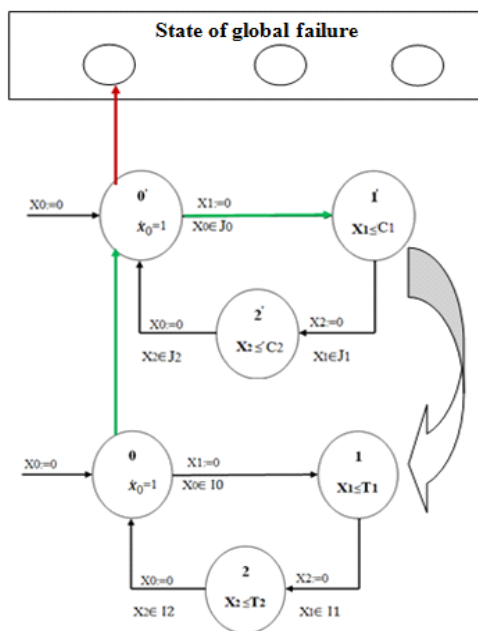 State of global failure
0'
ẋ0=1
X0:=0
X1:=0
X0∈J0
1'
X1≤C1
2'
X2≤'C2
X0:=0
X2∈J2
X2:=0
X1∈J1
0
ẋ0=1
X0:=0
X1:=0
X0∈ I0
1
X1≤T1
2
X2≤T2
X0:=0
X2∈ I2
X2:=0
X1∈ I1